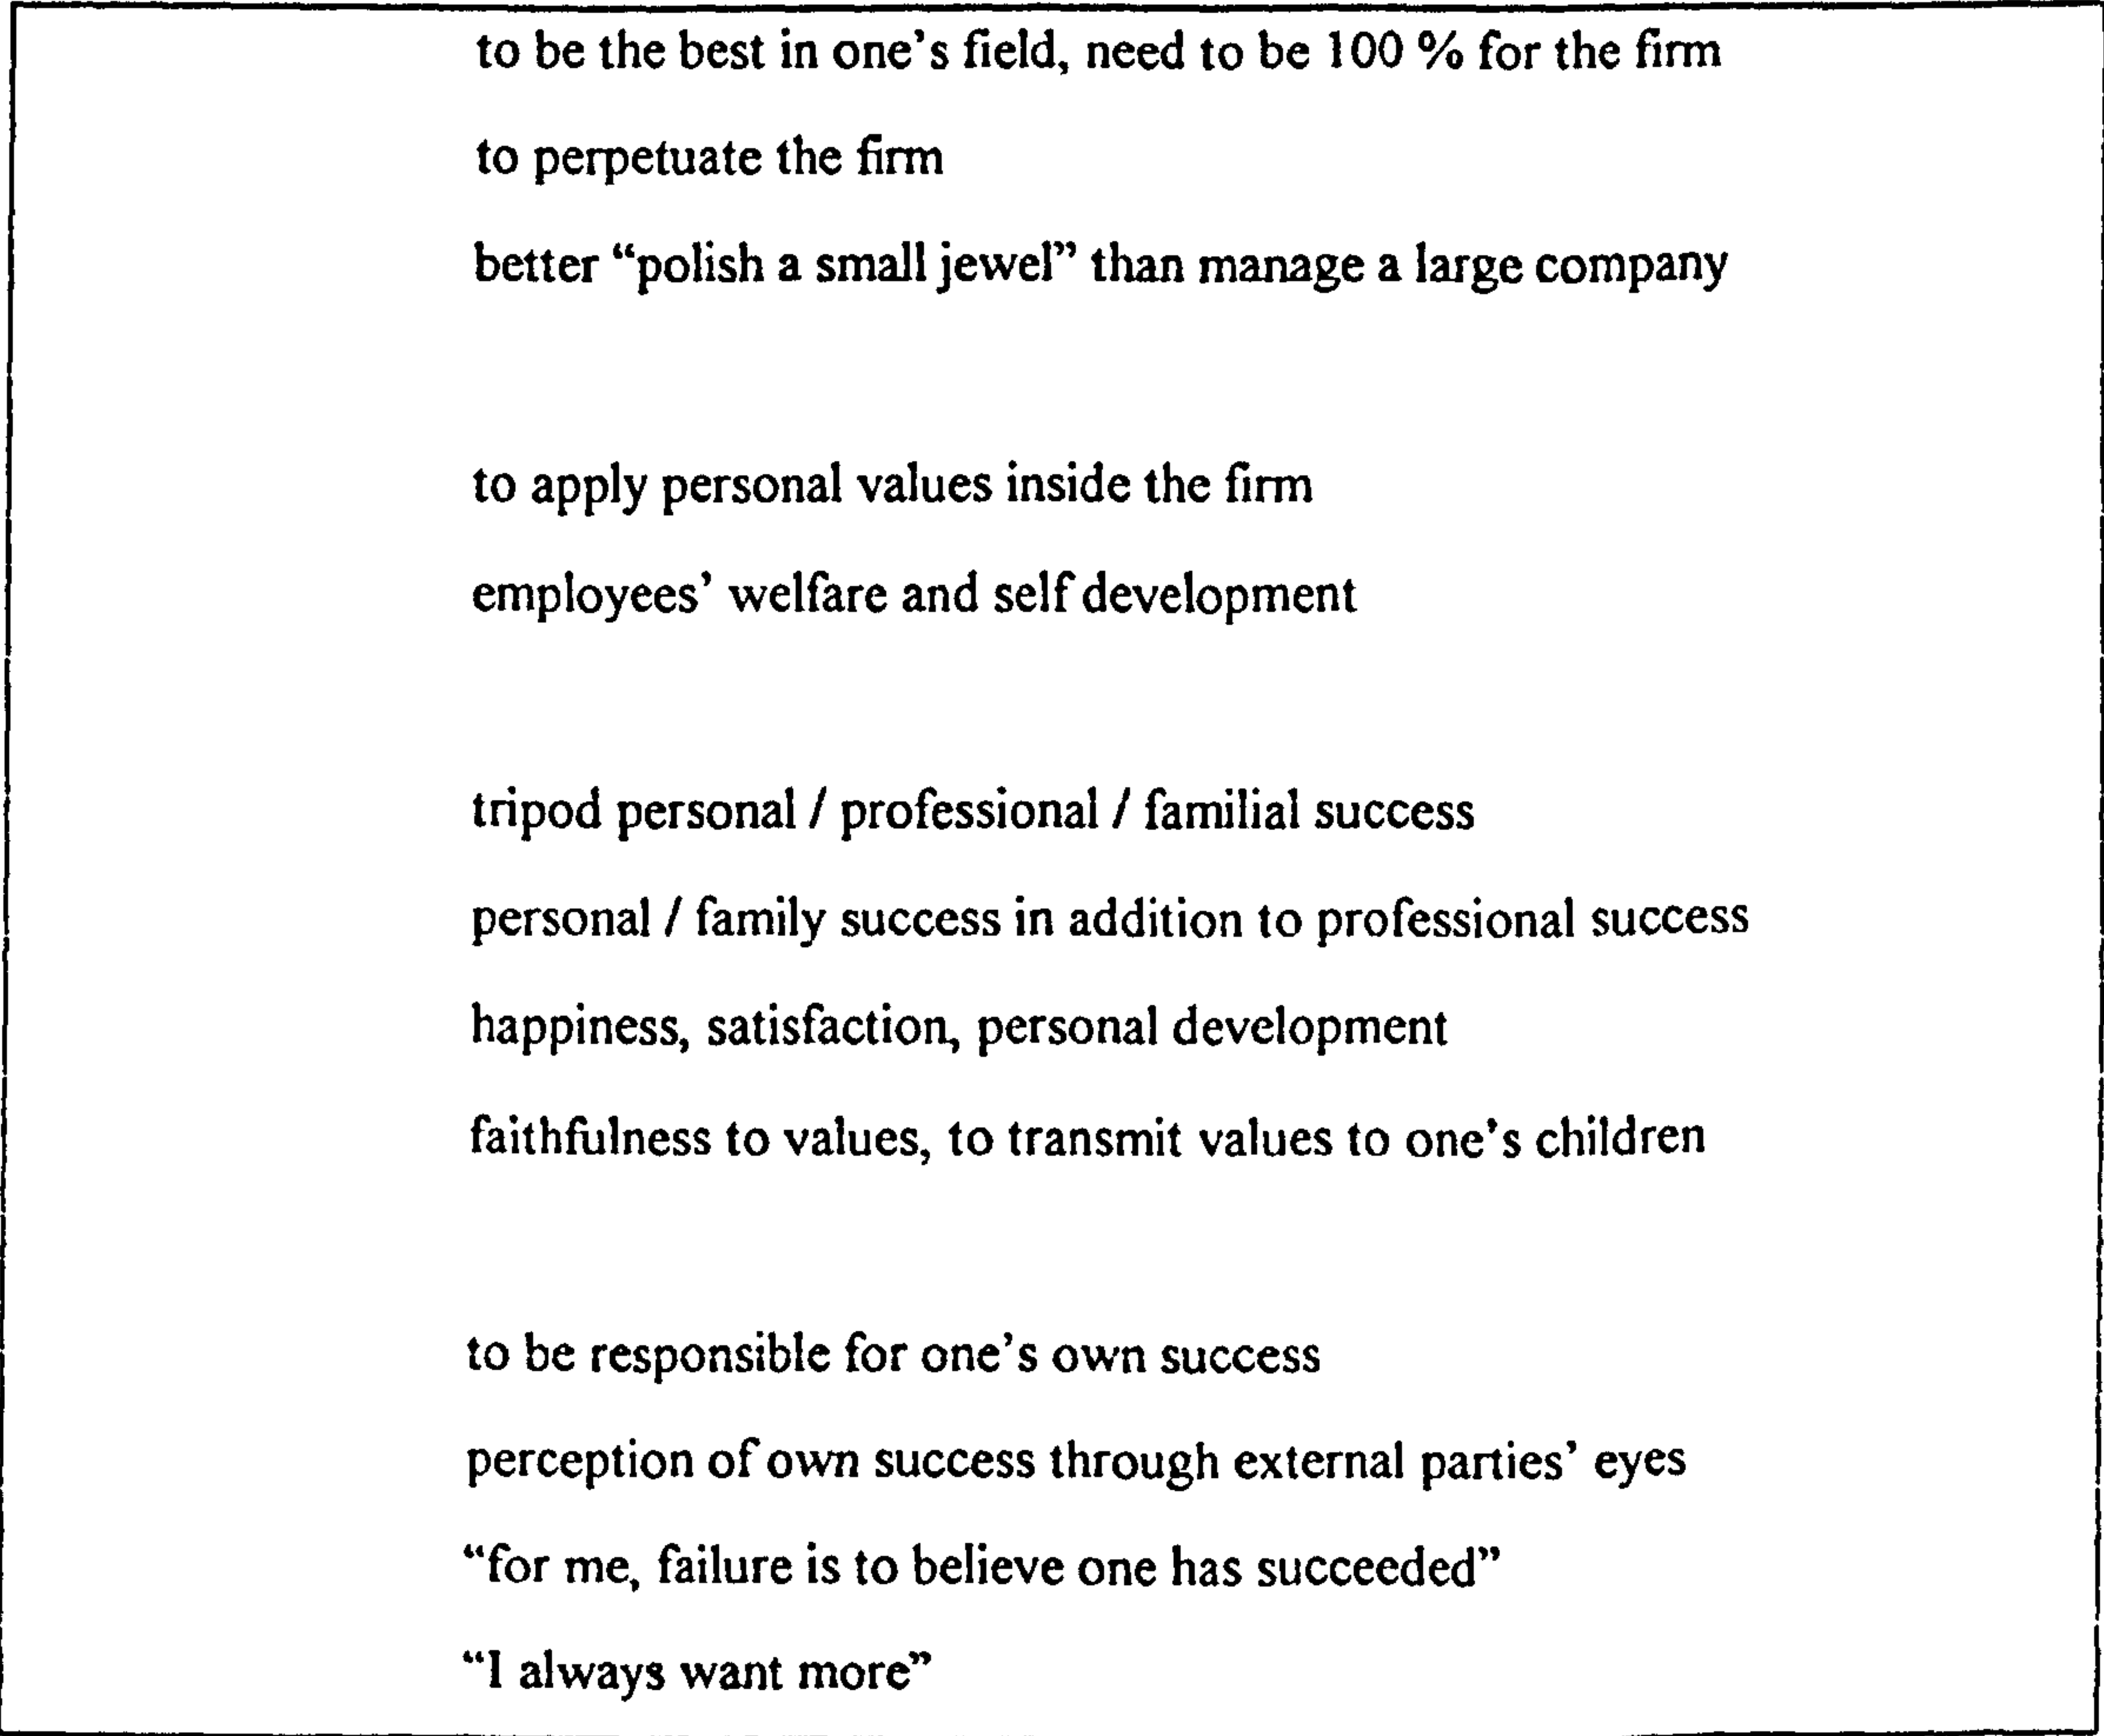 to be the best in one’s field, need to be 100 % for the firm
to perpetuate the firm
better “polish a small jewel” than manage a large company
to apply personal values inside the firm
employees’ welfare and self development
tripod personal / professional / familial success
personal / family success in addition to professional success
happiness, satisfaction, personal development
faithfulness to values, to transmit values to one’s children
to be responsible for one’s own success
perception of own success through external parties’ eyes
“for me, failure is to believe one has succeeded”
“I always want more”